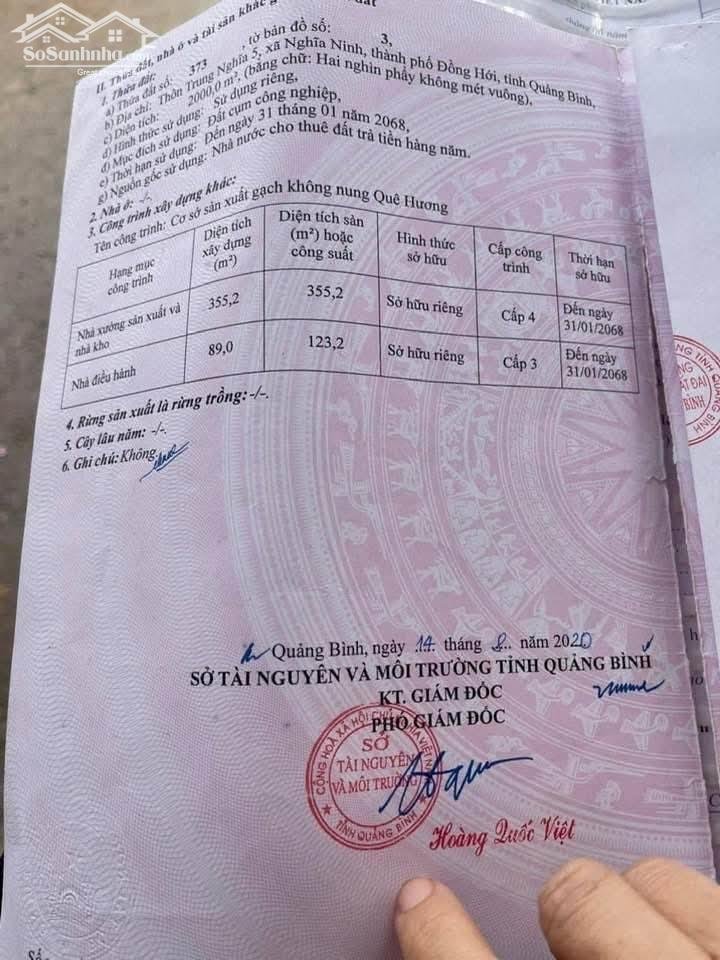 SoSanhnha
II. Thửa đất, nhà ở và tài sản khác
1. Thửa đất:
a) Thửa đất số: 373 , tờ bản đồ số: 3,
b) Địa chỉ: Thôn Trung Nghĩa 5, xã Nghĩa Ninh, thành phố Đồng Hới, tỉnh Quảng Bình,
c) Diện tích: 2000,0 m², (bằng chữ: Hai nghìn phẩy không mét vuông),
d) Hình thức sử dụng: Sử dụng riêng,
đ) Mục đích sử dụng: Đất cụm công nghiệp,
e) Thời hạn sử dụng: Đến ngày 31 tháng 01 năm 2068,
g) Nguồn gốc sử dụng: Nhà nước cho thuê đất trả tiền hàng năm.
2. Nhà ở: -/-.
3. Công trình xây dựng khác:
Tên công trình: Cơ sở sản xuất gạch không nung Quê Hương
Hạng mục công trình Diện tích xây dựng (m²) Diện tích sàn (m²) hoặc công suất Hình thức sở hữu Cấp công trình Thời hạn sở hữu
Nhà xưởng sản xuất và nhà kho 355,2 355,2 Sở hữu riêng Cấp 4 Đến ngày 31/01/2068
Nhà điều hành 89,0 123,2 Sở hữu riêng Cấp 3 Đến ngày 31/01/2068
4. Rừng sản xuất là rừng trồng: -/-.
5. Cây lâu năm: -/-.
6. Ghi chú: Không
Quảng Bình, ngày 14 tháng 8 năm 2020
SỞ TÀI NGUYÊN VÀ MÔI TRƯỜNG TỈNH QUẢNG BÌNH
KT. GIÁM ĐỐC
PHÓ GIÁM ĐỐC
CỘNG HOÀ XÃ HỘI CHỦ NGHĨA VIỆT NAM
SỞ
TÀI NGUYÊN
VÀ MÔI TRƯỜNG
TỈNH QUẢNG BÌNH
Hoàng Quốc Việt
Số